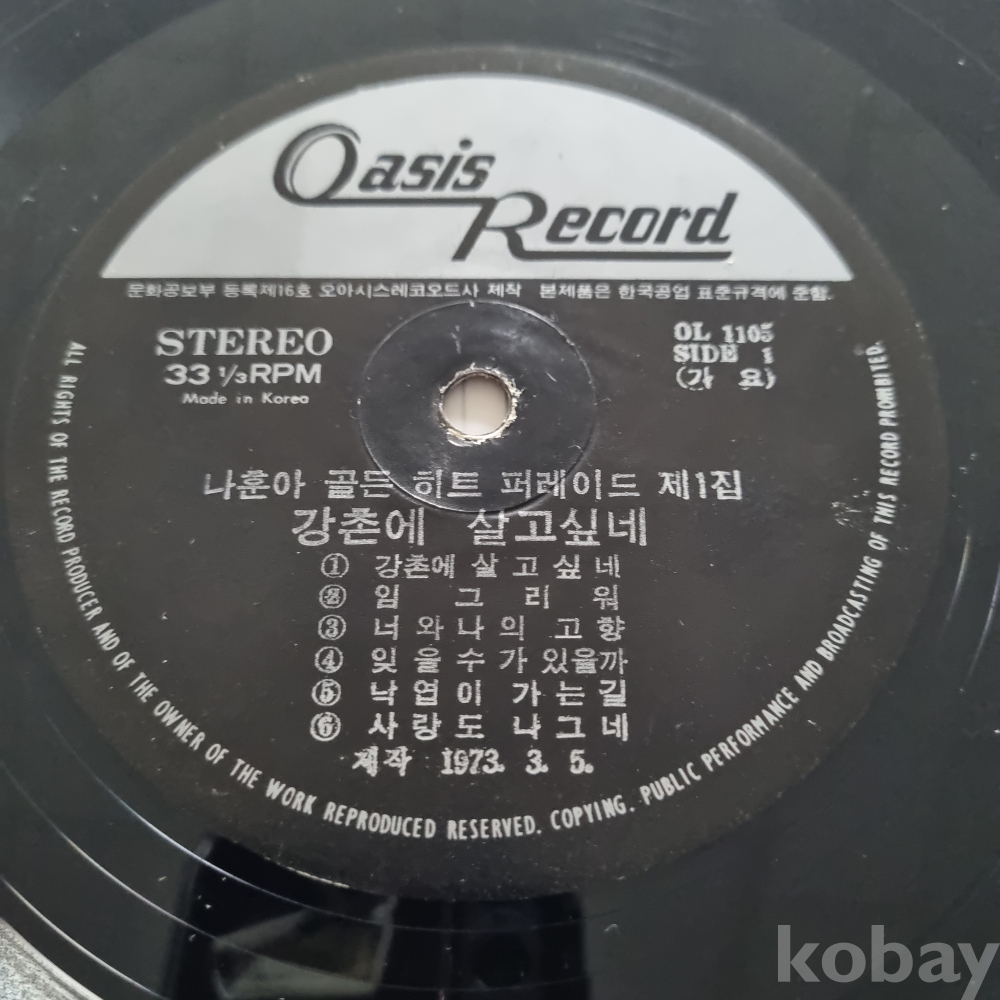 Oasis
Record
문화공보부 등록제16호 오아시스레코오드사 제작 본제품은 한국공업 표준규격에 준함.
STEREO
33 1/3 RPM
Made in Korea
OL 1105
SIDE 1
(가 요)
나훈아 골든 히트 퍼레이드 제1집
강촌에 살고싶네
① 강촌에 살 고 싶 네
② 임 그 리 워
③ 너 와 나 의 고 향
④ 잊 을 수 가 있을까
⑤ 낙 엽 이 가 는 길
⑥ 사 랑 도 나 그 네
제작 1973. 3. 5.
ALL RIGHTS OF THE RECORD PRODUCER AND OF THE OWNER OF THE WORK REPRODUCED RESERVED. COPYING. PUBLIC PERFORMANCE AND BROADCASTING OF THIS RECORD PROHIBITED.
kobay